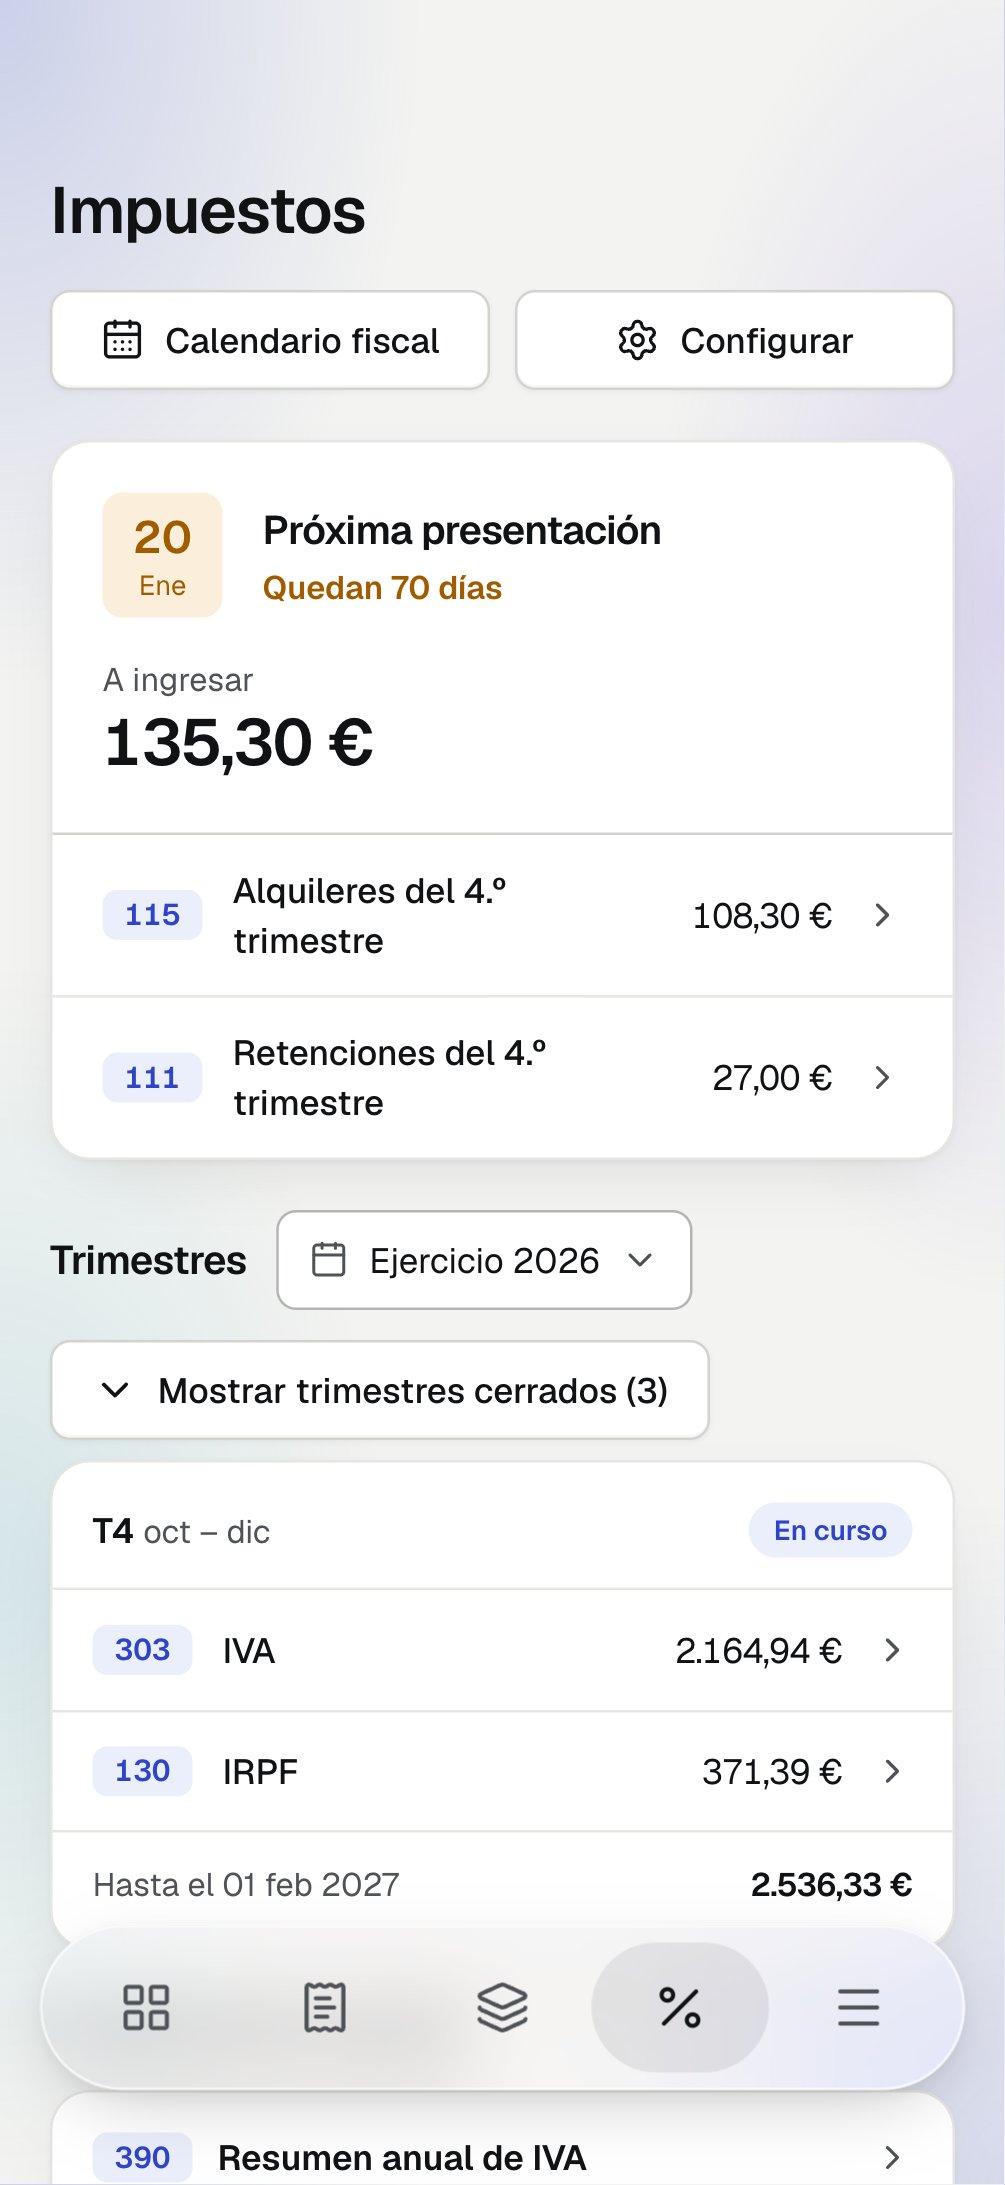 Impuestos
Calendario fiscal
Configurar
20
Ene
Próxima presentación
Quedan 70 días
A ingresar
135,30 €
115
Alquileres del 4.º
trimestre
108,30 €
111
Retenciones del 4.º
trimestre
27,00 €
Trimestres
Ejercicio 2026
Mostrar trimestres cerrados (3)
T4 oct – dic
En curso
303
IVA
2.164,94 €
130
IRPF
371,39 €
Hasta el 01 feb 2027
2.536,33 €
390
Resumen anual de IVA